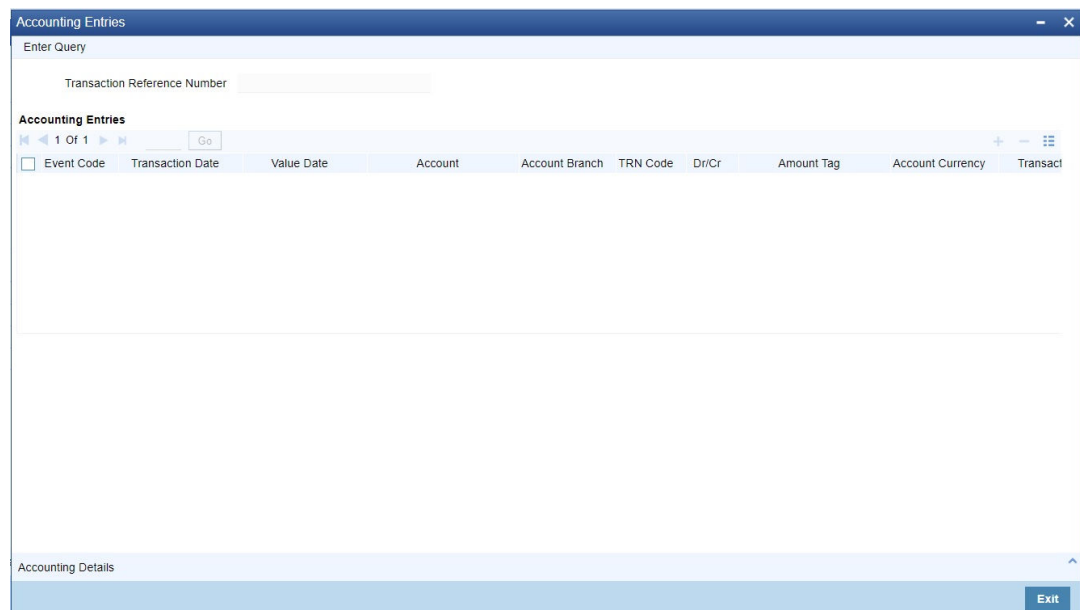 Accounting Entries
Enter Query
Transaction Reference Number
Accounting Entries
1 Of 1 Go
Event Code Transaction Date Value Date Account Account Branch TRN Code Dr/Cr Amount Tag Account Currency Transact
Accounting Details
Exit